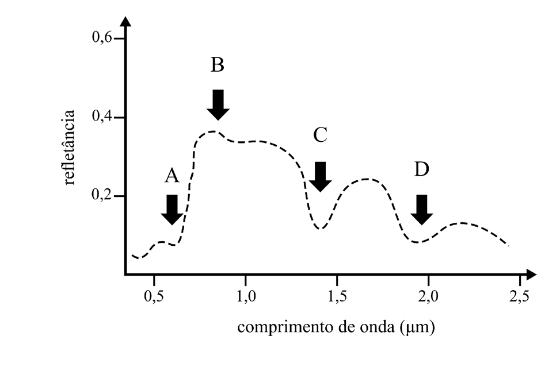 0,6
B
0,4
refletância
C
A
D
0,2
0,5 1,0 1,5 2,0 2,5
comprimento de onda (μm)